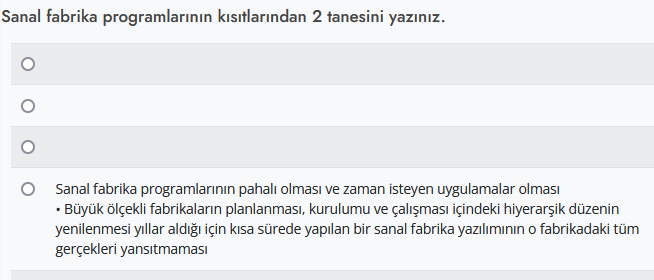 Sanal fabrika programlarının kısıtlarından 2 tanesini yazınız.
Sanal fabrika programlarının pahalı olması ve zaman isteyen uygulamalar olması
• Büyük ölçekli fabrikaların planlanması, kurulumu ve çalışması içindeki hiyerarşik düzenin
yenilenmesi yıllar aldığı için kısa sürede yapılan bir sanal fabrika yazılımının o fabrikadaki tüm
gerçekleri yansıtmaması